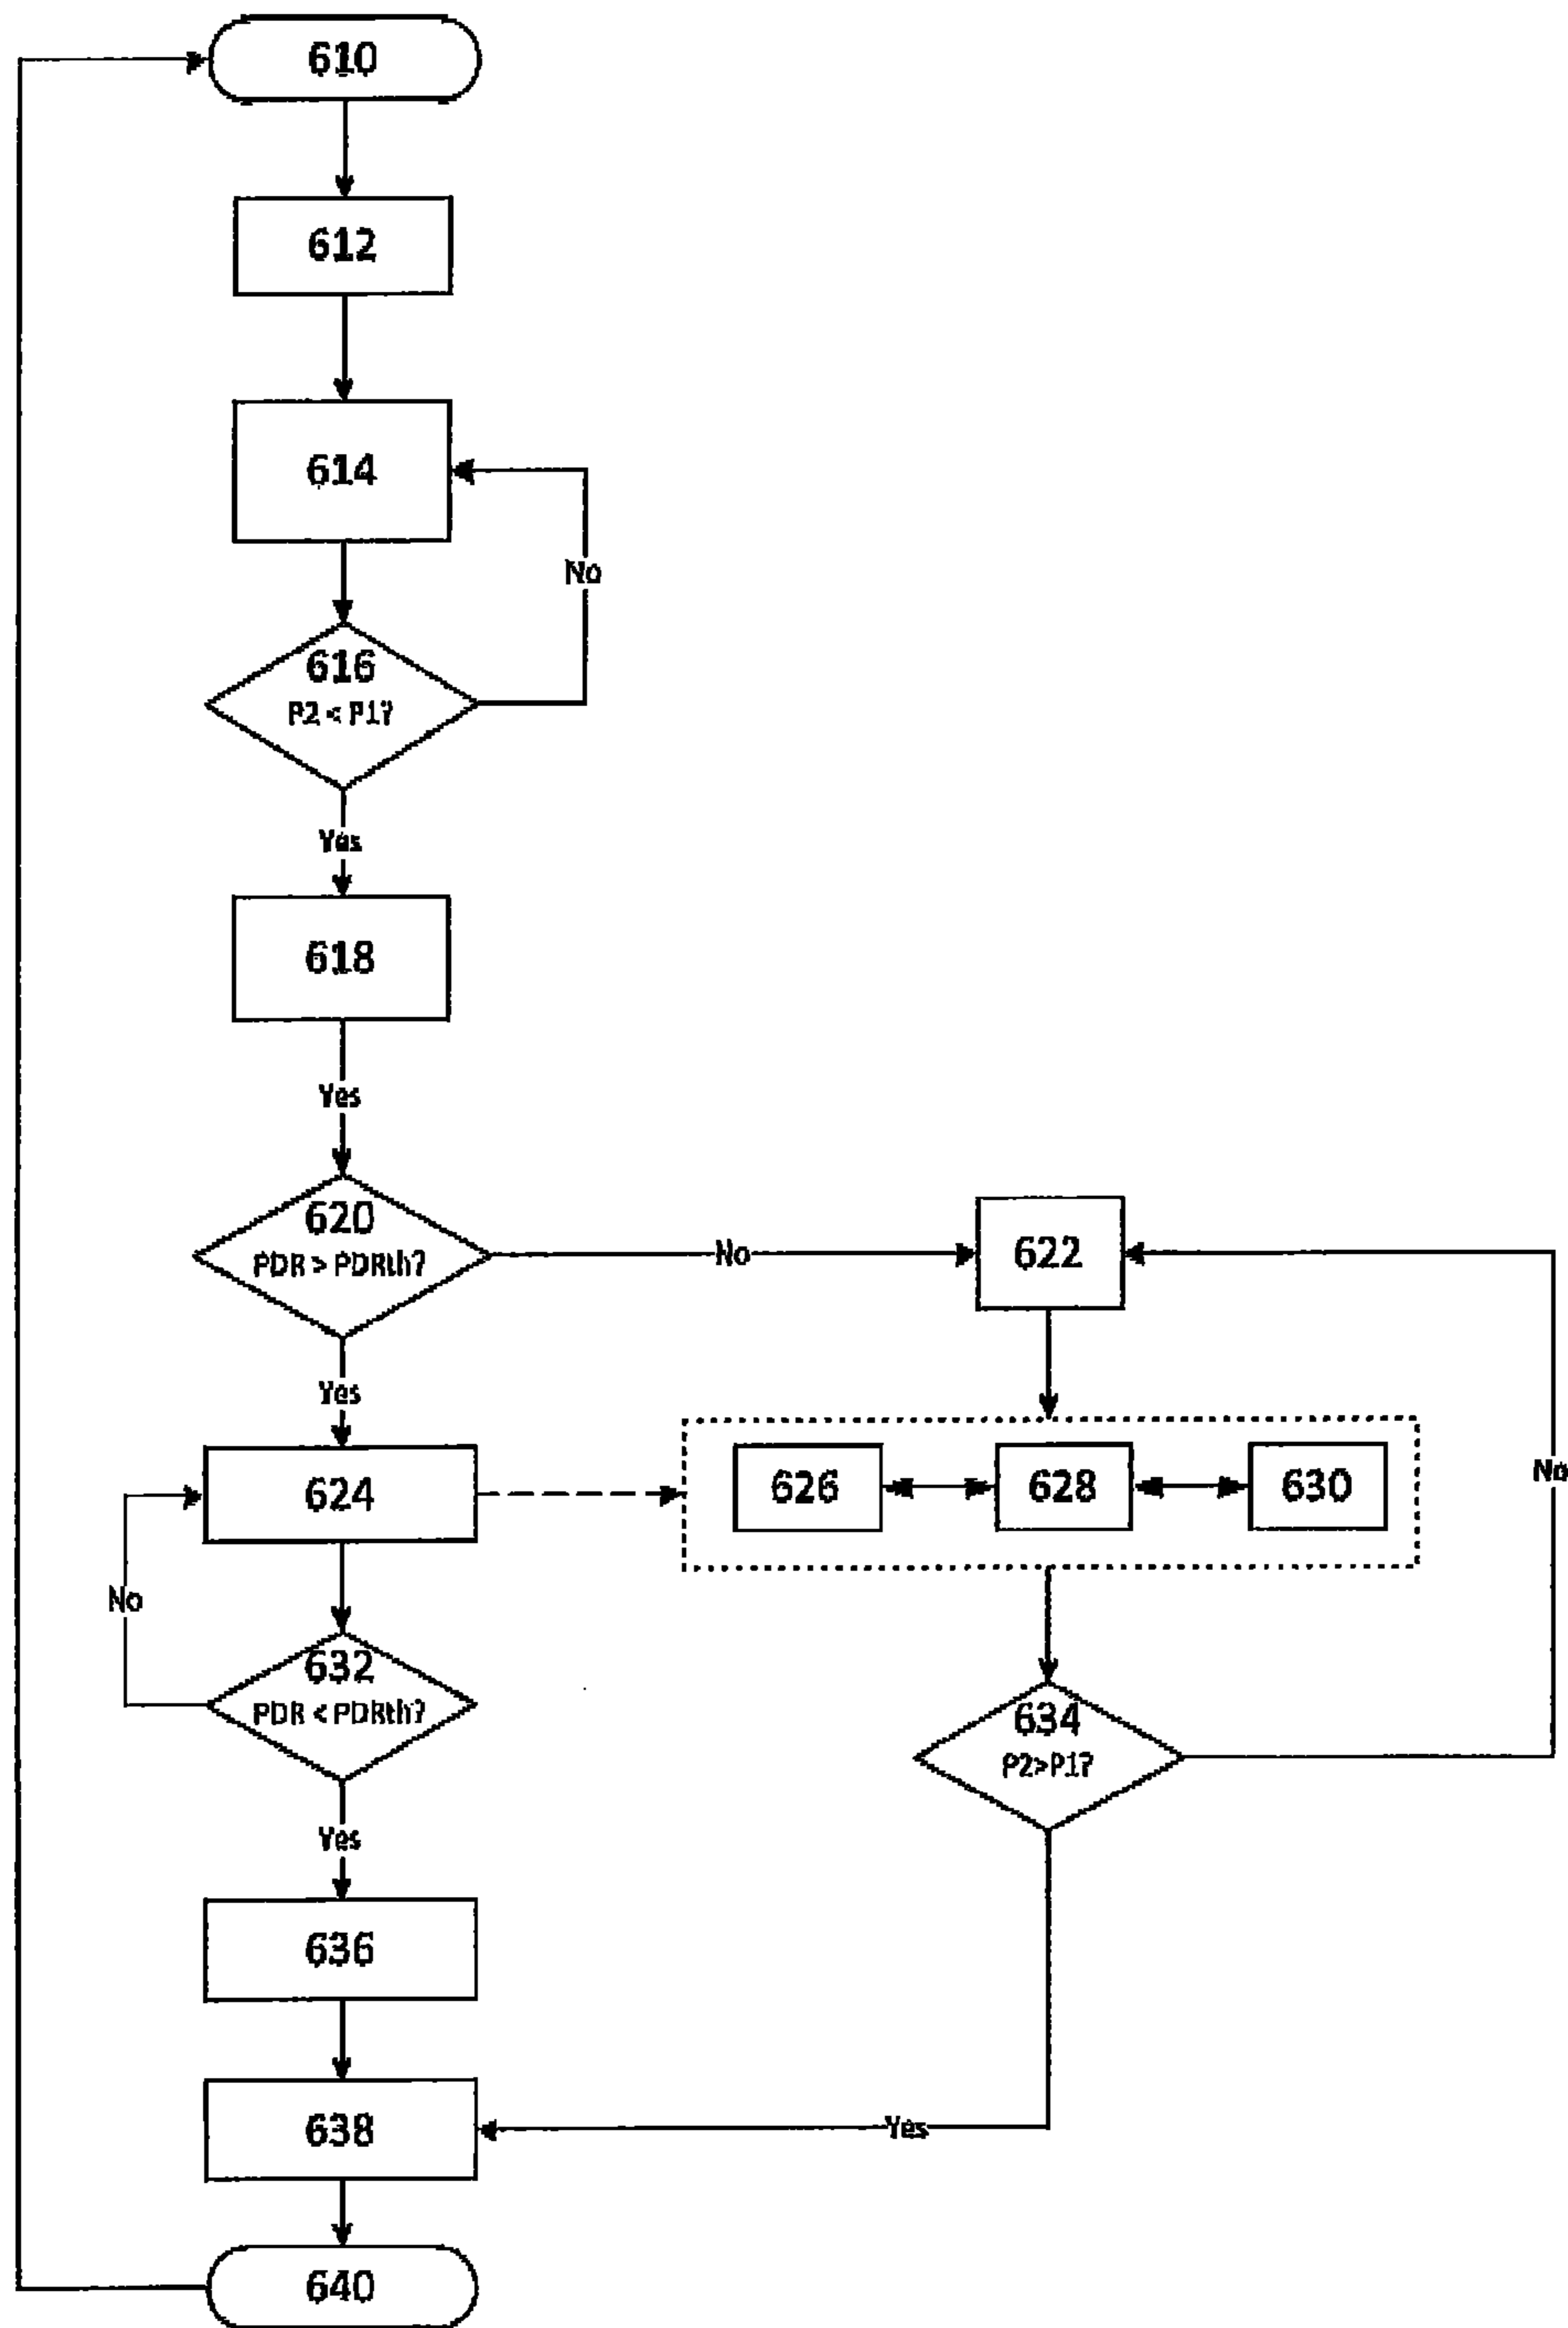 610
612
614
No
616
P2 < P1?
Yes
618
Yes
620
PDR > PDRth?
No
622
Yes
624
626
628
630
No
No
632
PDR < PDRth?
634
P2>P1?
Yes
636
638
Yes
640